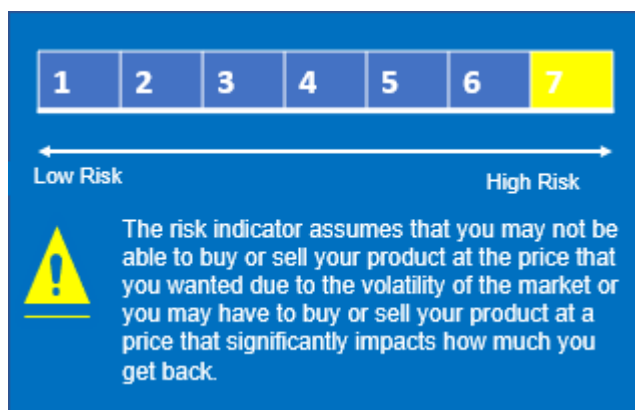 1 2 3 4 5 6 7
Low Risk High Risk
The risk indicator assumes that you may not be
able to buy or sell your product at the price that
you wanted due to the volatility of the market or
you may have to buy or sell your product at a
price that significantly impacts how much you
get back.